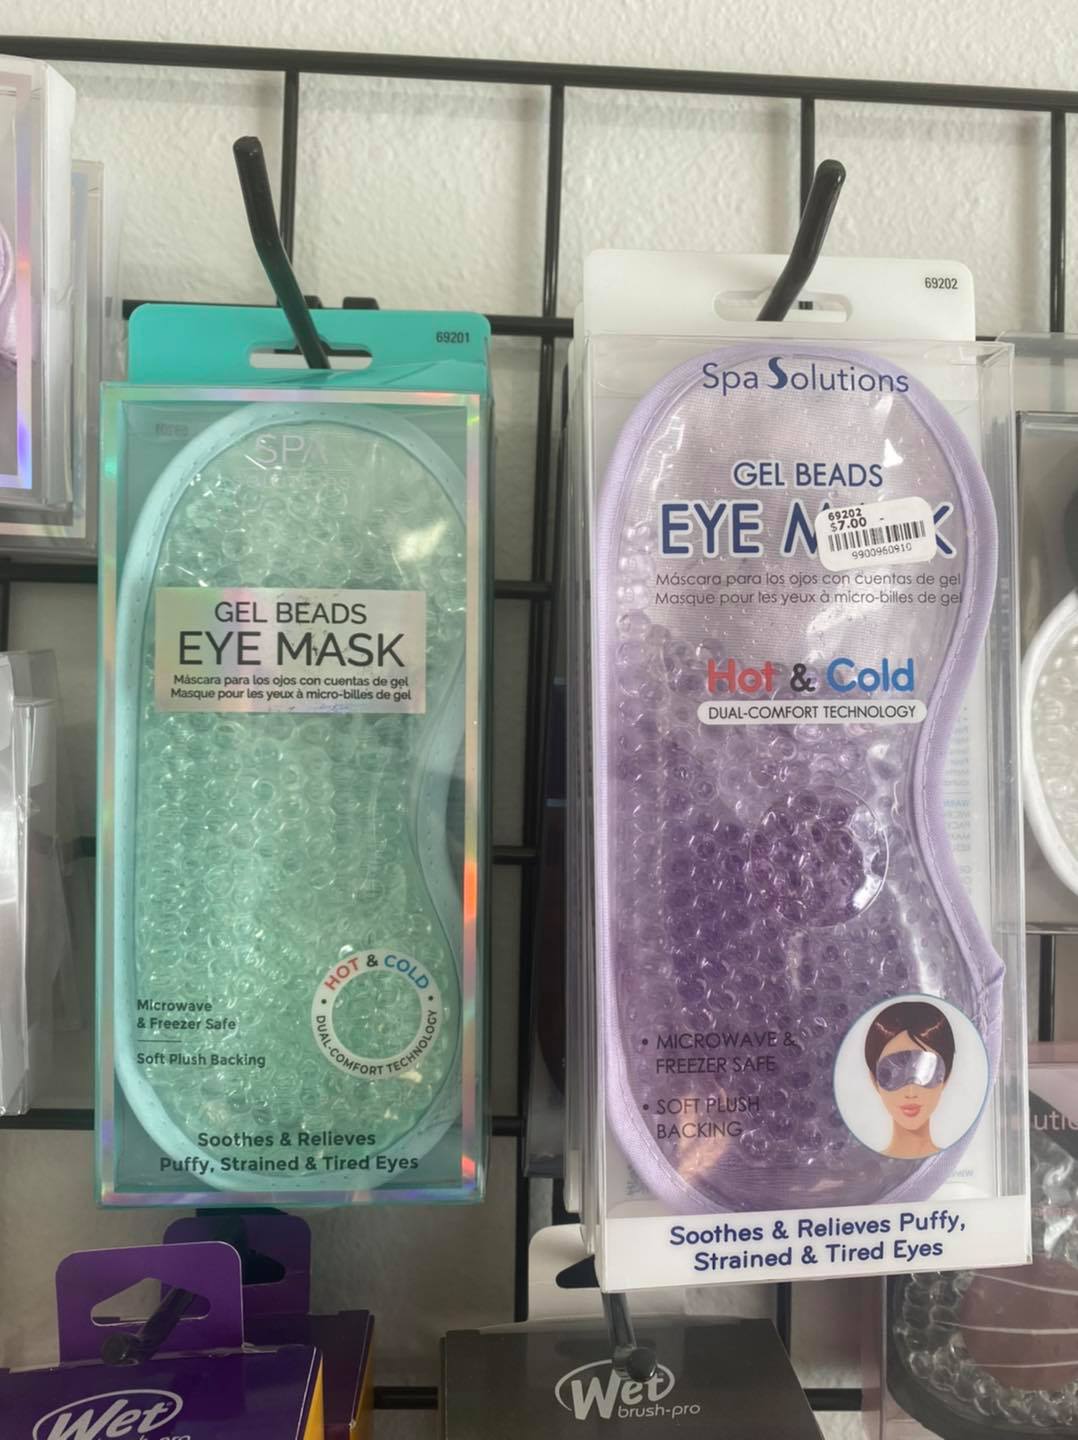 69201
SPA
GEL BEADS
EYE MASK
Máscara para los ojos con cuentas de gel
Masque pour les yeux à micro-billes de gel
HOT & COLD
DUAL-COMFORT TECHNOLOGY
Microwave
& Freezer Safe
Soft Plush Backing
Soothes & Relieves
Puffy, Strained & Tired Eyes
69202
Spa Solutions
GEL BEADS
EYE M K
69202
$7.00
9900960910
Máscara para los ojos con cuentas de gel
Masque pour les yeux à micro-billes de gel
Hot & Cold
DUAL-COMFORT TECHNOLOGY
• MICROWAVE &
FREEZER SAFE
• SOFT PLUSH
BACKING
Soothes & Relieves Puffy,
Strained & Tired Eyes
Wet
Wet
brush-pro